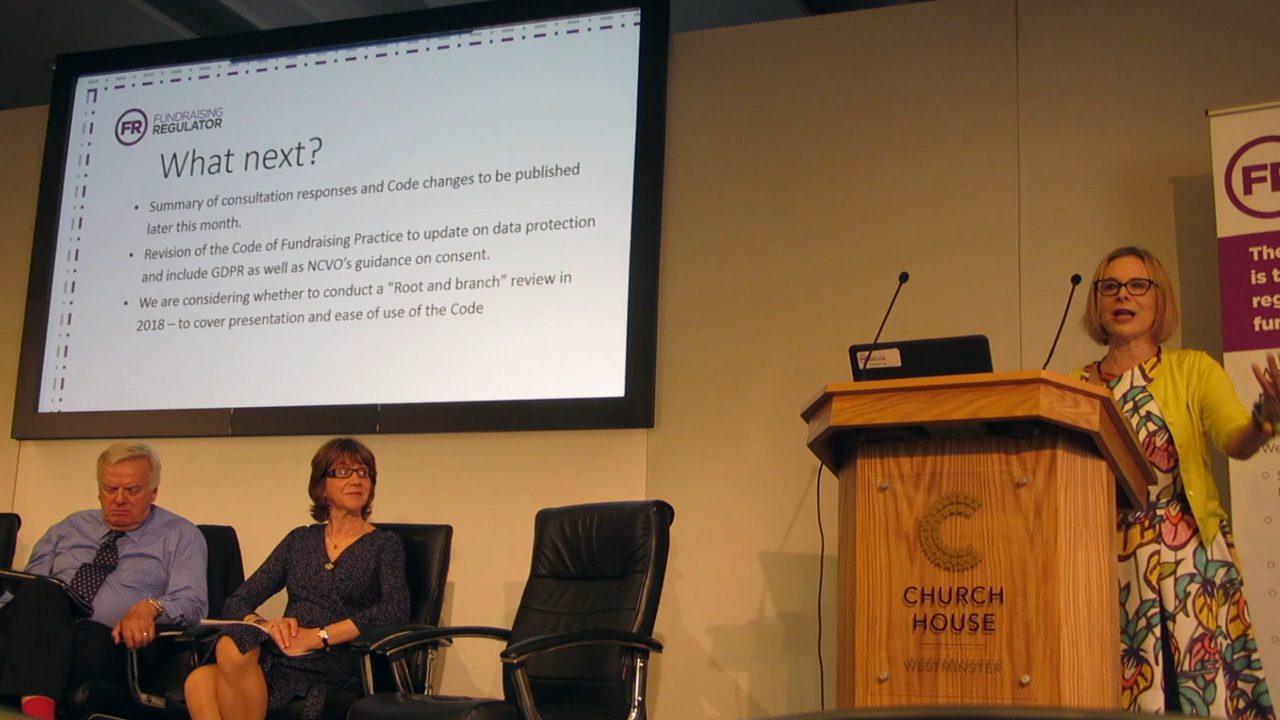 FR FUNDRAISING
REGULATOR
What next?
• Summary of consultation responses and Code changes to be published
later this month.
• Revision of the Code of Fundraising Practice to update on data protection
and include GDPR as well as NCVO's guidance on consent.
• We are considering whether to conduct a “Root and branch” review in
2018 – to cover presentation and ease of use of the Code
CHURCH
HOUSE
WESTMINSTER